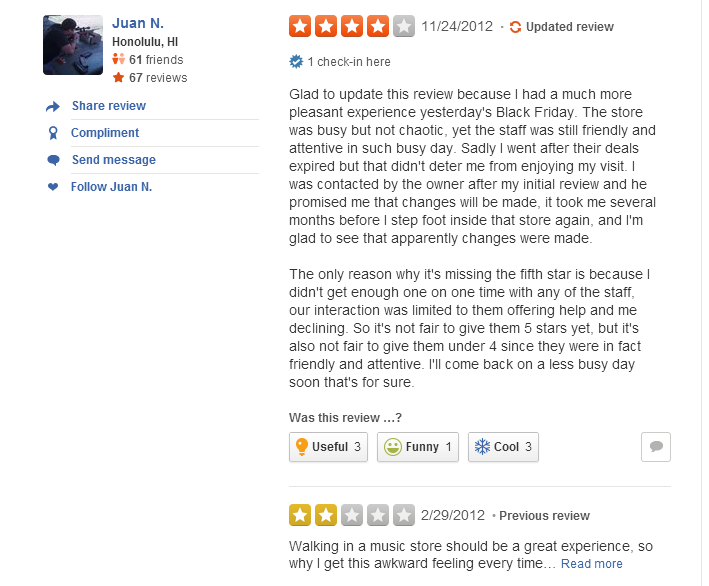 Juan N.
Honolulu, HI
61 friends
67 reviews
Share review
Compliment
Send message
Follow Juan N.
11/24/2012 · Updated review
1 check-in here
Glad to update this review because I had a much more
pleasant experience yesterday's Black Friday. The store
was busy but not chaotic, yet the staff was still friendly and
attentive in such busy day. Sadly I went after their deals
expired but that didn't deter me from enjoying my visit. I
was contacted by the owner after my initial review and he
promised me that changes will be made, it took me several
months before I step foot inside that store again, and I'm
glad to see that apparently changes were made.
The only reason why it's missing the fifth star is because I
didn't get enough one on one time with any of the staff,
our interaction was limited to them offering help and me
declining. So it's not fair to give them 5 stars yet, but it's
also not fair to give them under 4 since they were in fact
friendly and attentive. I'll come back on a less busy day
soon that's for sure.
Was this review ...?
Useful 3 Funny 1 Cool 3
2/29/2012 · Previous review
Walking in a music store should be a great experience, so
why I get this awkward feeling every time... Read more